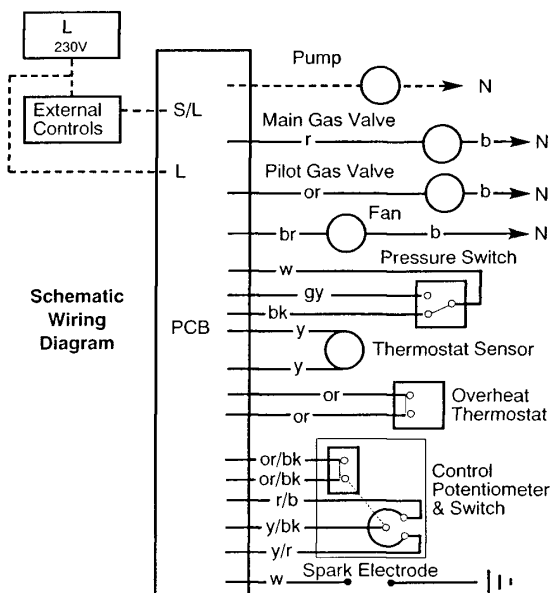 L
230V
External
Controls
S/L
L
Schematic
Wiring
Diagram
PCB
Pump
N
Main Gas Valve
r
b
N
Pilot Gas Valve
or
b
N
Fan
br
b
N
w
Pressure Switch
gy
bk
y
Thermostat Sensor
y
or
Overheat
Thermostat
or
or/bk
or/bk
Control
Potentiometer
& Switch
r/b
y/bk
y/r
Spark Electrode
w